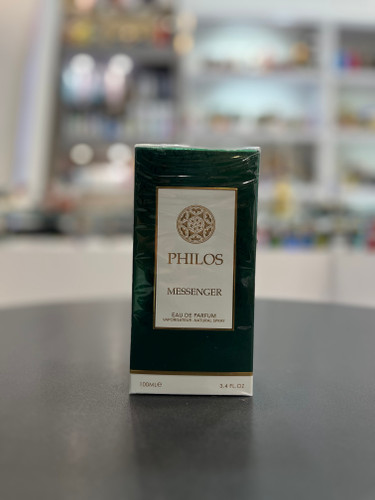 PHILOS
MESSENGER
EAU DE PARFUM
VAPORISATEUR - NATURAL SPRAY
100ML℮ 3.4 FL.OZ